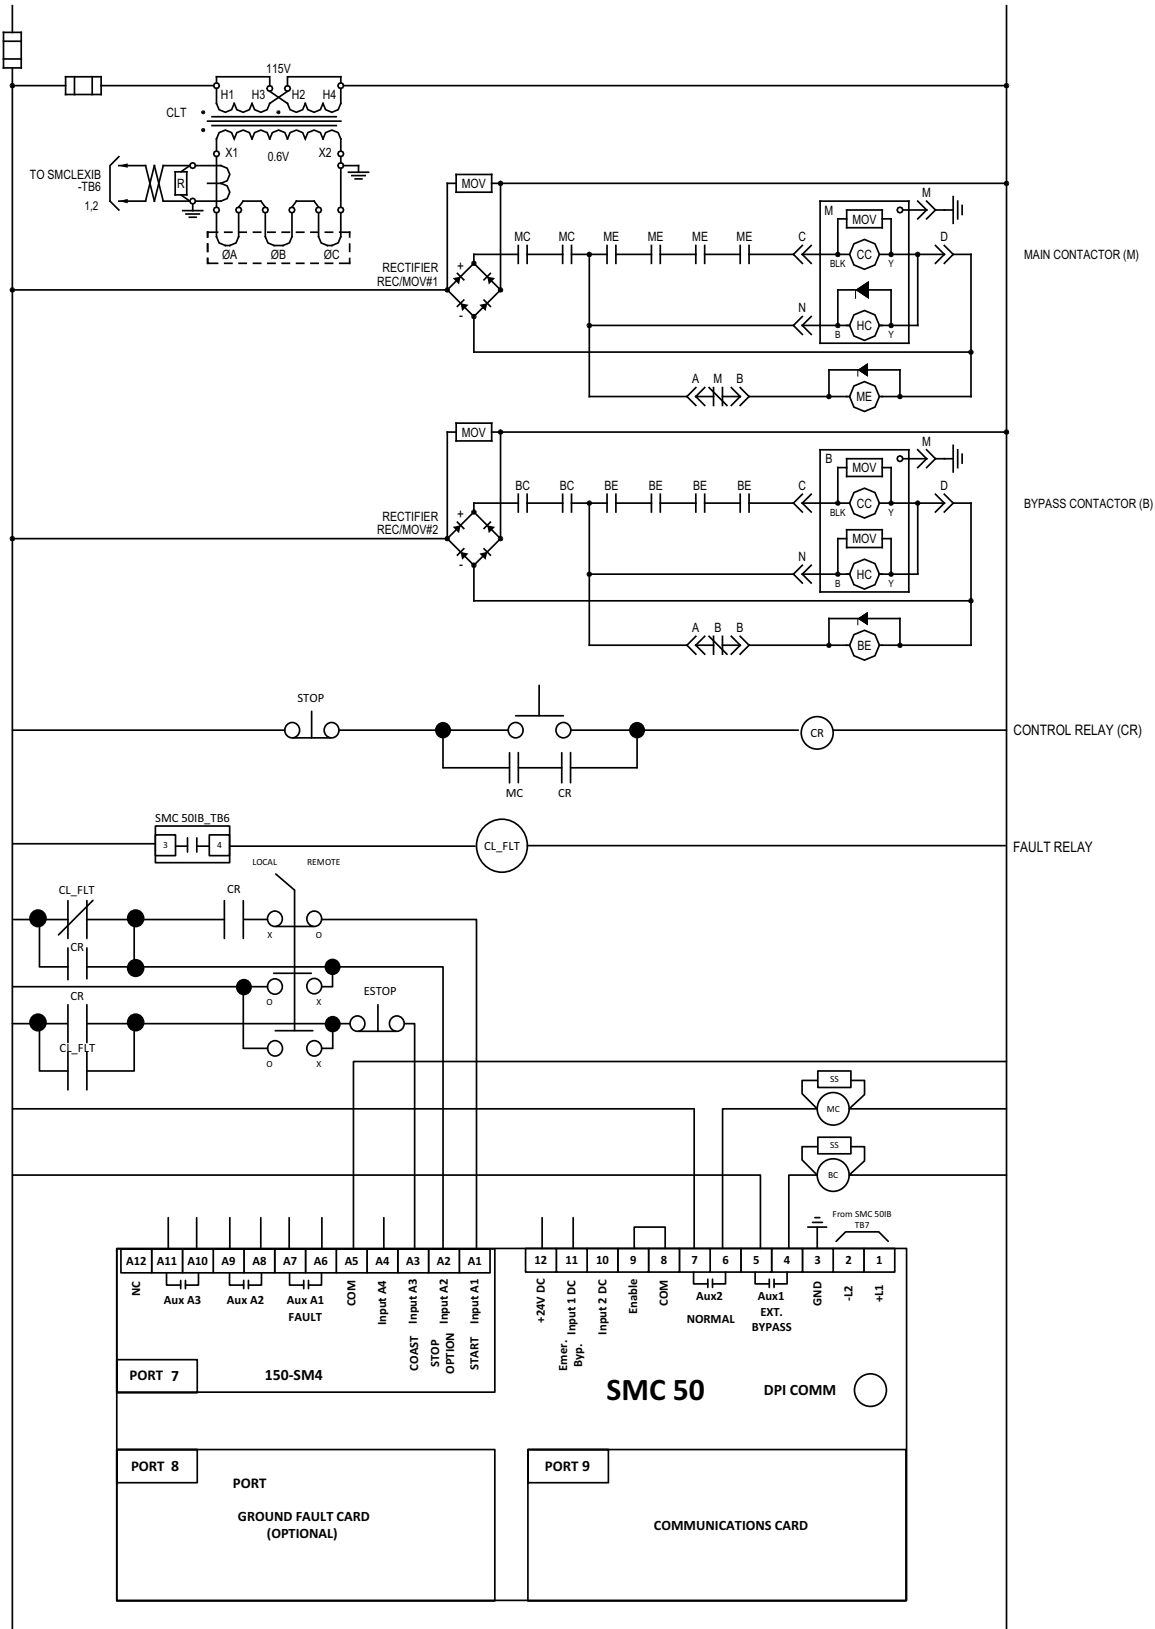 115V
H1 H3 H2 H4
CLT
X1 0.6V X2
TO SMCLEXIB
-TB6
1,2
R
ØA ØB ØC
MOV
RECTIFIER
REC/MOV#1
+
-
MC MC ME ME ME ME C
M
MOV
CC
BLK Y
M
D
N
HC
B Y
A M B
ME
MAIN CONTACTOR (M)
MOV
RECTIFIER
REC/MOV#2
+
-
BC BC BE BE BE BE C
B
MOV
CC
BLK Y
MOV
M
D
N
HC
B Y
A B B
BE
BYPASS CONTACTOR (B)
STOP
MC CR
CR
CONTROL RELAY (CR)
SMC 50IB_TB6
3 4
CL_FLT
FAULT RELAY
LOCAL REMOTE
CL_FLT
CR
X O
CR
O X
CR
ESTOP
CL_FLT
O X
SS
MC
SS
BC
From SMC 50IB
TB7
A12 A11 A10 A9 A8 A7 A6 A5 A4 A3 A2 A1
NC
Aux A3
Aux A2
Aux A1
FAULT
COM
Input A4
Input A3
COAST
Input A2
STOP
OPTION
Input A1
START
PORT 7
150-SM4
12 11 10 9 8 7 6 5 4 3 2 1
+24V DC
Input 1 DC
Emer.
Byp.
Input 2 DC
Enable
COM
Aux2
NORMAL
Aux1
EXT.
BYPASS
GND
-L2
+L1
SMC 50
DPI COMM
PORT 8
PORT
GROUND FAULT CARD
(OPTIONAL)
PORT 9
COMMUNICATIONS CARD